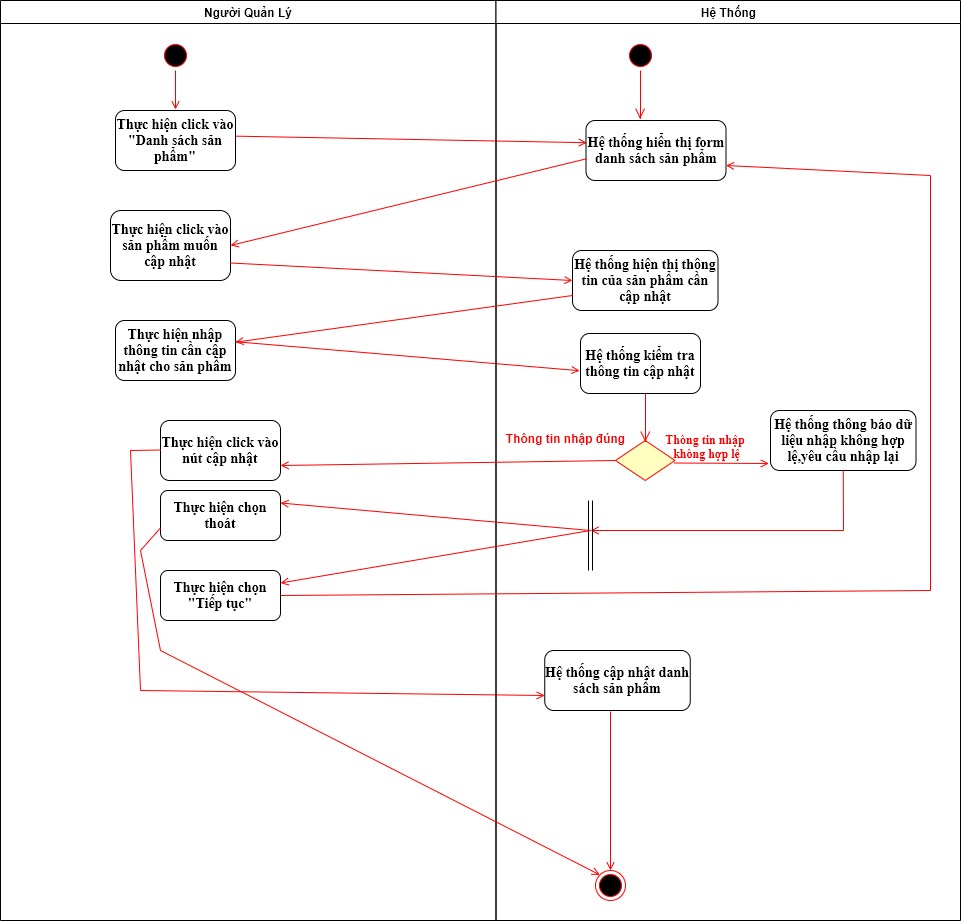 Người Quản Lý
Hệ Thống
Thực hiện click vào
"Danh sách sản
phẩm"
Hệ thống hiển thị form
danh sách sản phẩm
Thực hiện click vào
sản phẩm muốn
cập nhật
Hệ thống hiện thị thông
tin của sản phẩm cần
cập nhật
Thực hiện nhập
thông tin cần cập
nhật cho sản phẩm
Hệ thống kiểm tra
thông tin cập nhật
Thông tin nhập đúng
Thông tin nhập
không hợp lệ
Hệ thống thông báo dữ
liệu nhập không hợp
lệ,yêu cầu nhập lại
Thực hiện click vào
nút cập nhật
Thực hiện chọn
thoát
Thực hiện chọn
"Tiếp tục"
Hệ thống cập nhật danh
sách sản phẩm